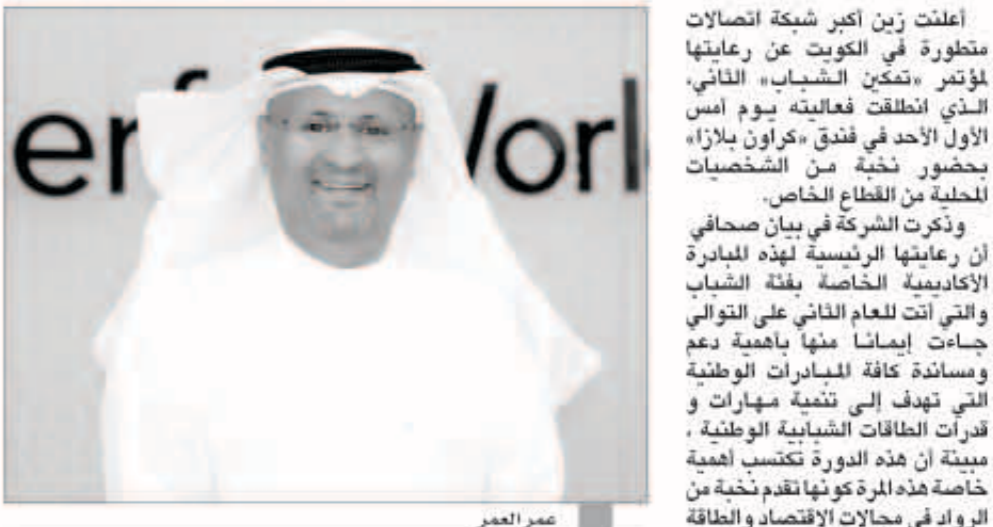 أعلنت زين أكبر شبكة اتصالات
متطورة في الكويت عن رعايتها
لمؤتمر «تمكين الشباب» الثاني،
الذي انطلقت فعاليته يوم أمس
الأول الأحد في فندق «كراون بلازا»
بحضور نخبة من الشخصيات
المحلية من القطاع الخاص.
وذكرت الشركة في بيان صحافي
أن رعايتها الرئيسية لهذه المبادرة
الأكاديمية الخاصة بفئة الشباب
والتي أتت للعام الثاني على التوالي
جاءت إيمانا منها بأهمية دعم
ومساندة كافة المبادرات الوطنية
التي تهدف إلى تنمية مهارات و
قدرات الطاقات الشبابية الوطنية ،
مبينة أن هذه الدورة تكتسب أهمية
خاصة هذه المرة كونها تقدم نخبة من
الرواد في مجالات الاقتصاد والطاقة
er
Worl
عمر العمر